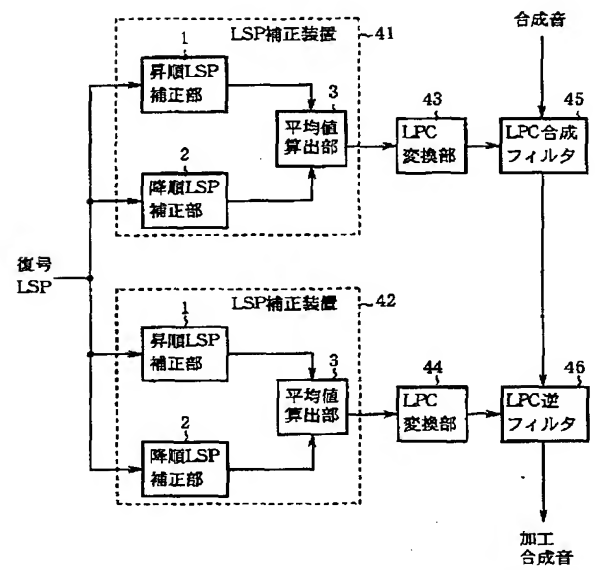 LSP補正装置
41
合成音
1
昇順LSP
補正部
3
平均値
算出部
43
LPC
変換部
45
LPC合成
フィルタ
2
降順LSP
補正部
復号
LSP
LSP補正装置
42
1
昇順LSP
補正部
3
平均値
算出部
44
LPC
変換部
46
LPC逆
フィルタ
2
降順LSP
補正部
加工
合成音